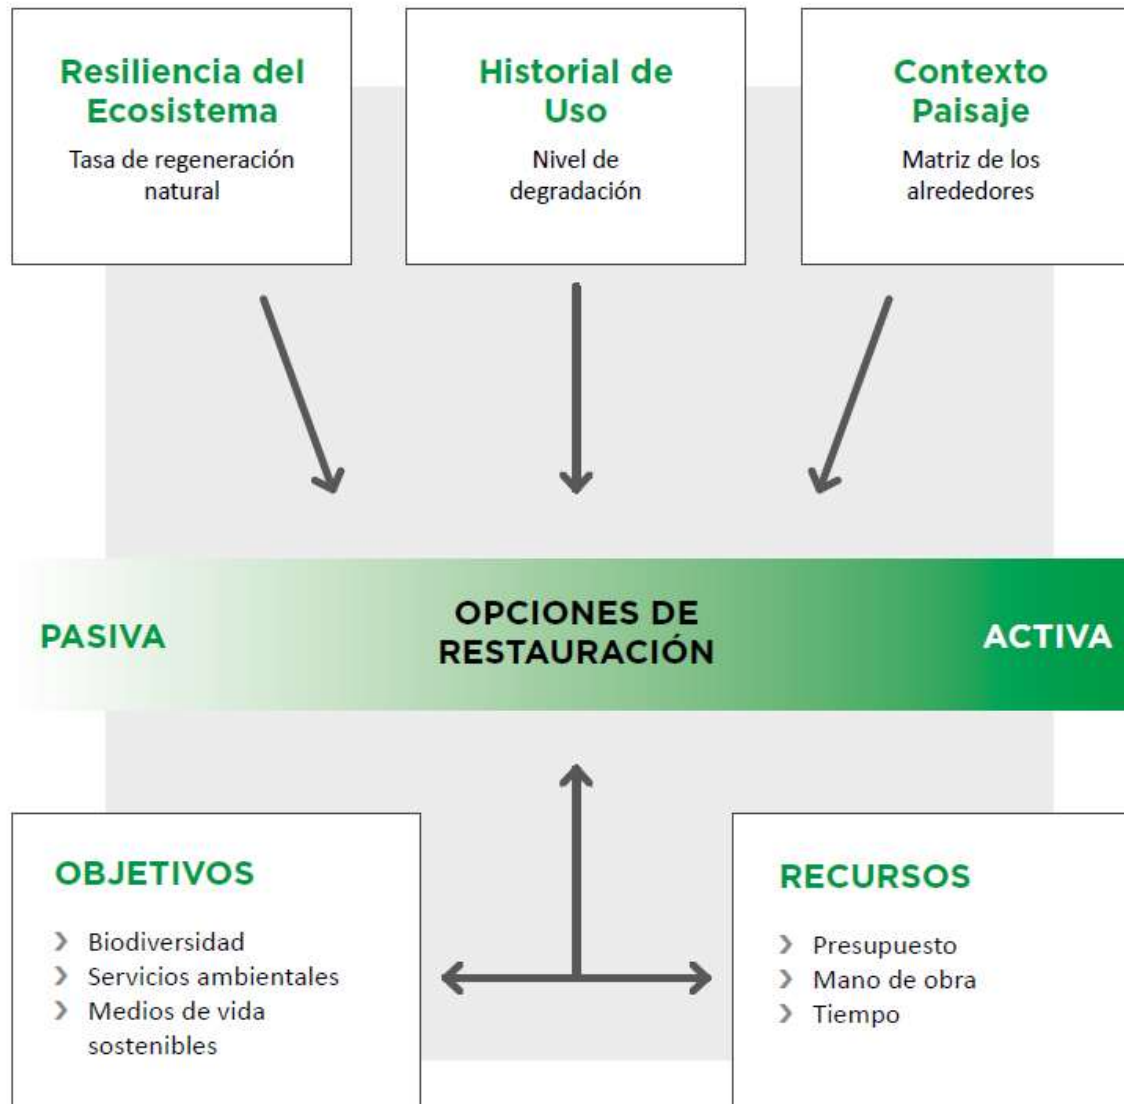 Resiliencia del
Ecosistema
Tasa de regeneración
natural
Historial de
Uso
Nivel de
degradación
Contexto
Paisaje
Matriz de los
alrededores
PASIVA
OPCIONES DE
RESTAURACIÓN
ACTIVA
OBJETIVOS
❯ Biodiversidad
❯ Servicios ambientales
❯ Medios de vida
sostenibles
RECURSOS
❯ Presupuesto
❯ Mano de obra
❯ Tiempo